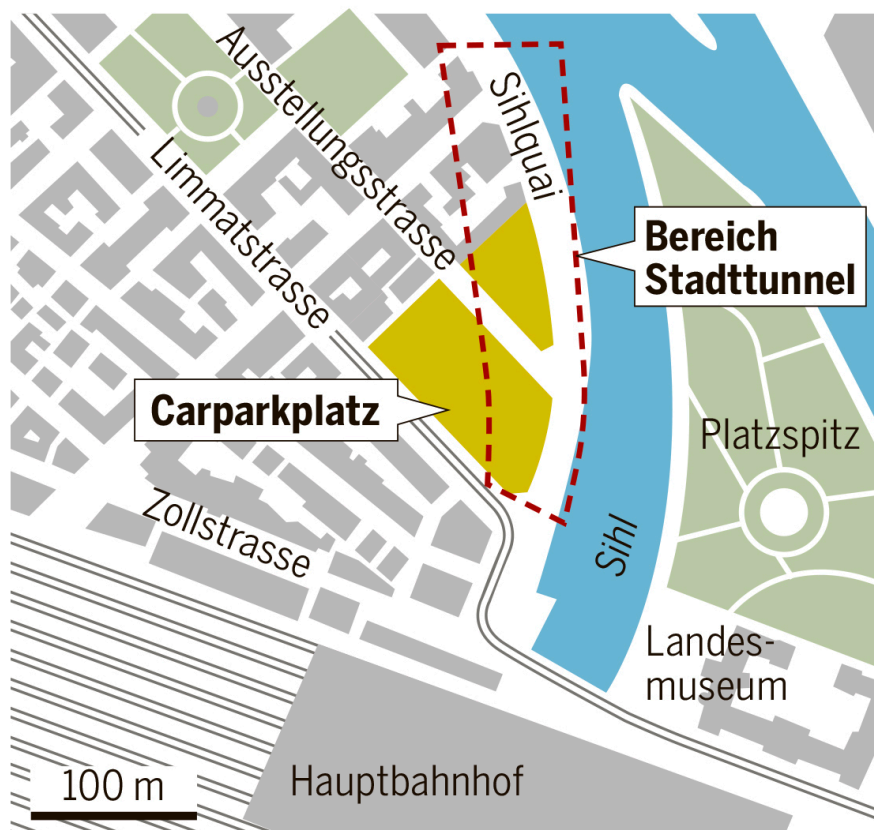 Ausstellungsstrasse
Sihlquai
Limmatstrasse
Bereich
Stadttunnel
Carparkplatz
Platzspitz
Zollstrasse
Sihl
Landes-
museum
Hauptbahnhof
100 m